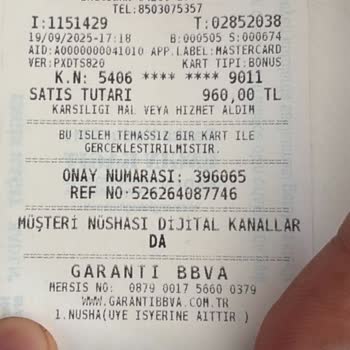 TEL:8503075357
I:1151429 T:02852038
19/09/2025-17:18 B:000505 S:000674
AID:A0000000041010 APP.LABEL:MASTERCARD
VER:PXDTS820 KART TIPI:BONUS
K.N: 5406 **** **** 9011
SATIS TUTARI 960,00 TL
KARSILIGI MAL VEYA HIZMET ALDIM
BU ISLEM TEMASSIZ BIR KART ILE
GERCEKLESTIRILMISTIR.
ONAY NUMARASI: 396065
REF NO:526264087746
MÜŞTERİ NÜSHASI DİJİTAL KANALLAR
DA
GARANTI BBVA
MERSIS NO: 0879 0017 5660 0379
WWW.GARANTIBBVA.COM.TR
1.NUSHA(UYE ISYERINE AITTIR )